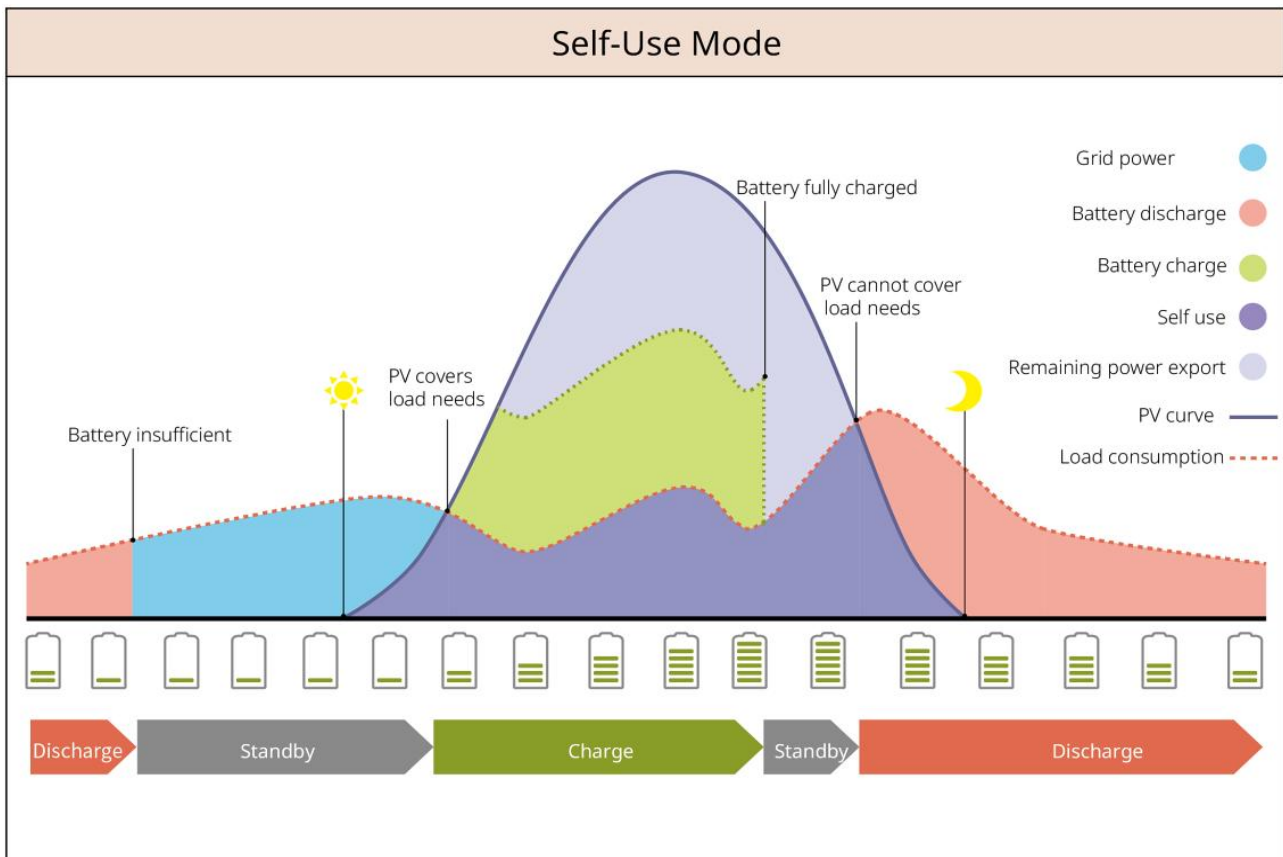 Self-Use Mode
Grid power
Battery discharge
Battery charge
Self use
Remaining power export
PV curve
Load consumption
Battery fully charged
PV cannot cover
load needs
PV covers
load needs
Battery insufficient
Discharge
Standby
Charge
Standby
Discharge